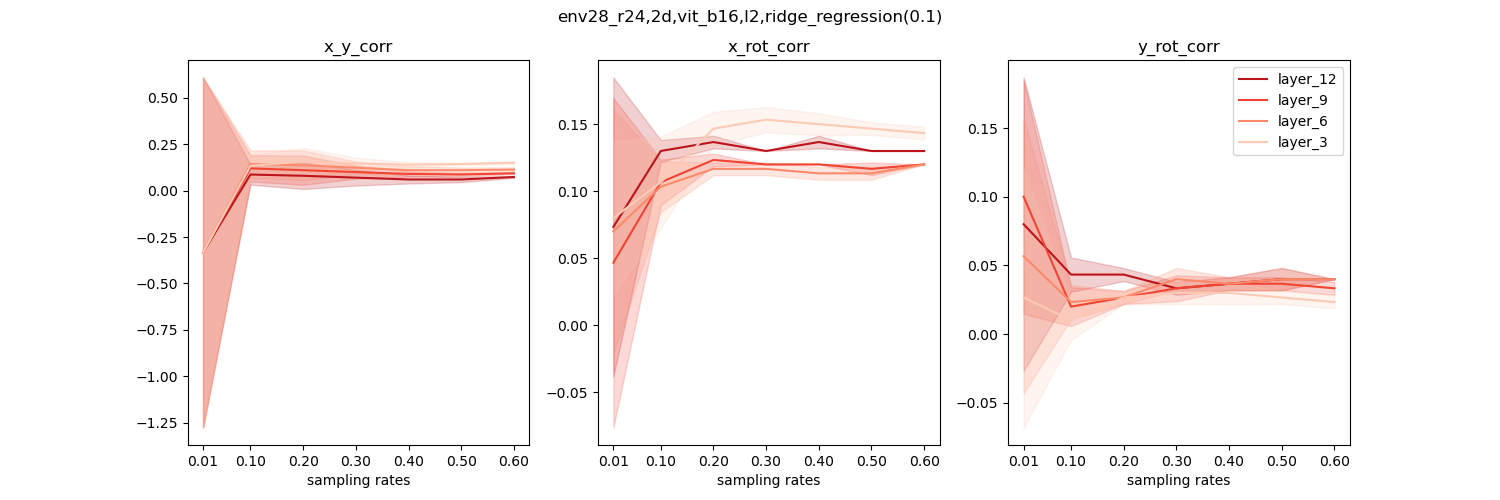 env28_r24,2d,vit_b16,l2,ridge_regression(0.1)
x_y_corr
0.50
0.25
0.00
−0.25
−0.50
−0.75
−1.00
−1.25
0.01 0.10 0.20 0.30 0.40 0.50 0.60
sampling rates
x_rot_corr
0.15
0.10
0.05
0.00
−0.05
0.01 0.10 0.20 0.30 0.40 0.50 0.60
sampling rates
y_rot_corr
layer_12
layer_9
layer_6
layer_3
0.15
0.10
0.05
0.00
−0.05
0.01 0.10 0.20 0.30 0.40 0.50 0.60
sampling rates